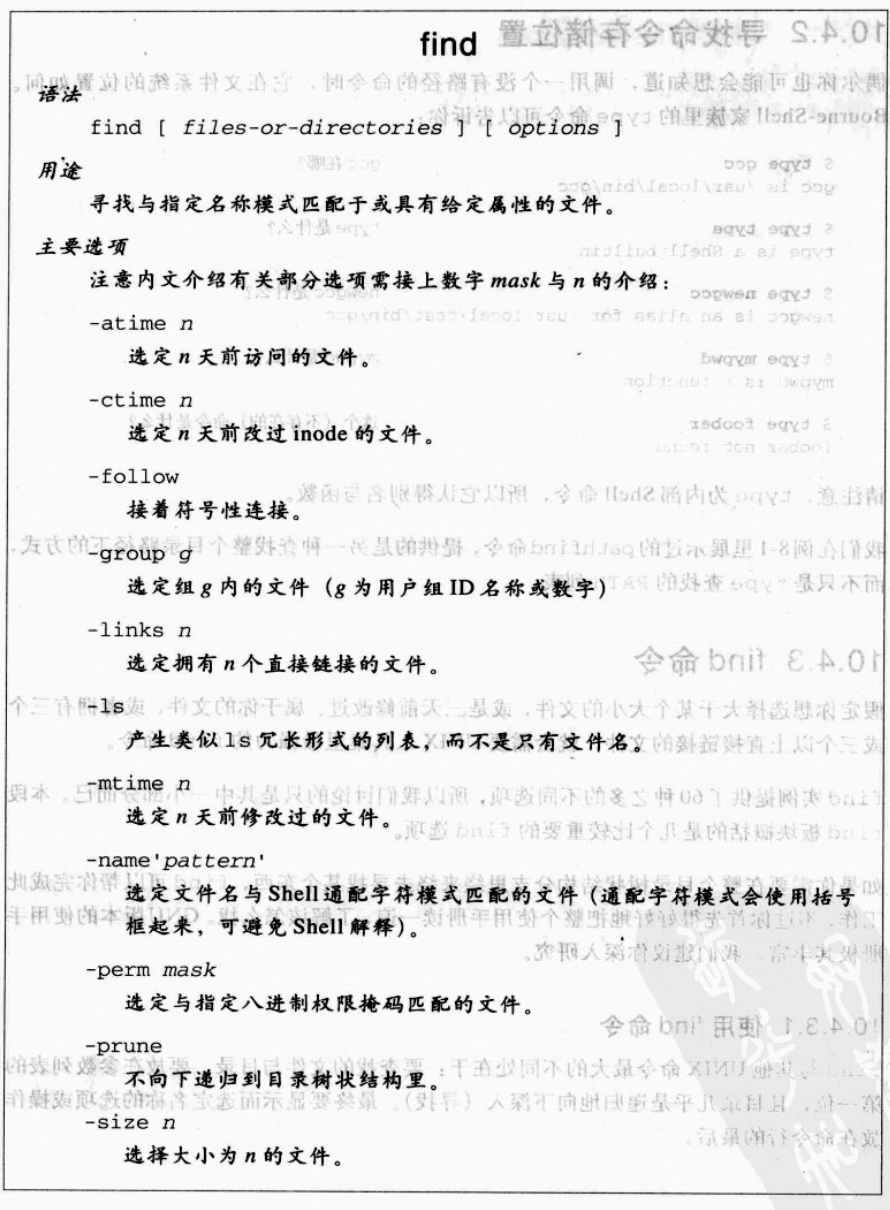 find
语法
find [ files-or-directories ] [ options ]
用途
寻找与指定名称模式匹配于或具有给定属性的文件。
主要选项
注意内文介绍有关部分选项需接上数字 mask 与 n 的介绍：
-atime n
选定 n 天前访问的文件。
-ctime n
选定 n 天前改过 inode 的文件。
-follow
接着符号性连接。
-group g
选定组 g 内的文件（g 为用户组 ID 名称或数字）
-links n
选定拥有 n 个直接链接的文件。
-ls
产生类似 ls 冗长形式的列表，而不是只有文件名。
-mtime n
选定 n 天前修改过的文件。
-name'pattern'
选定文件名与 Shell 通配字符模式匹配的文件（通配字符模式会使用括号
框起来，可避免 Shell 解释）。
-perm mask
选定与指定八进制权限掩码匹配的文件。
-prune
不向下递归到目录树状结构里。
-size n
选择大小为 n 的文件。